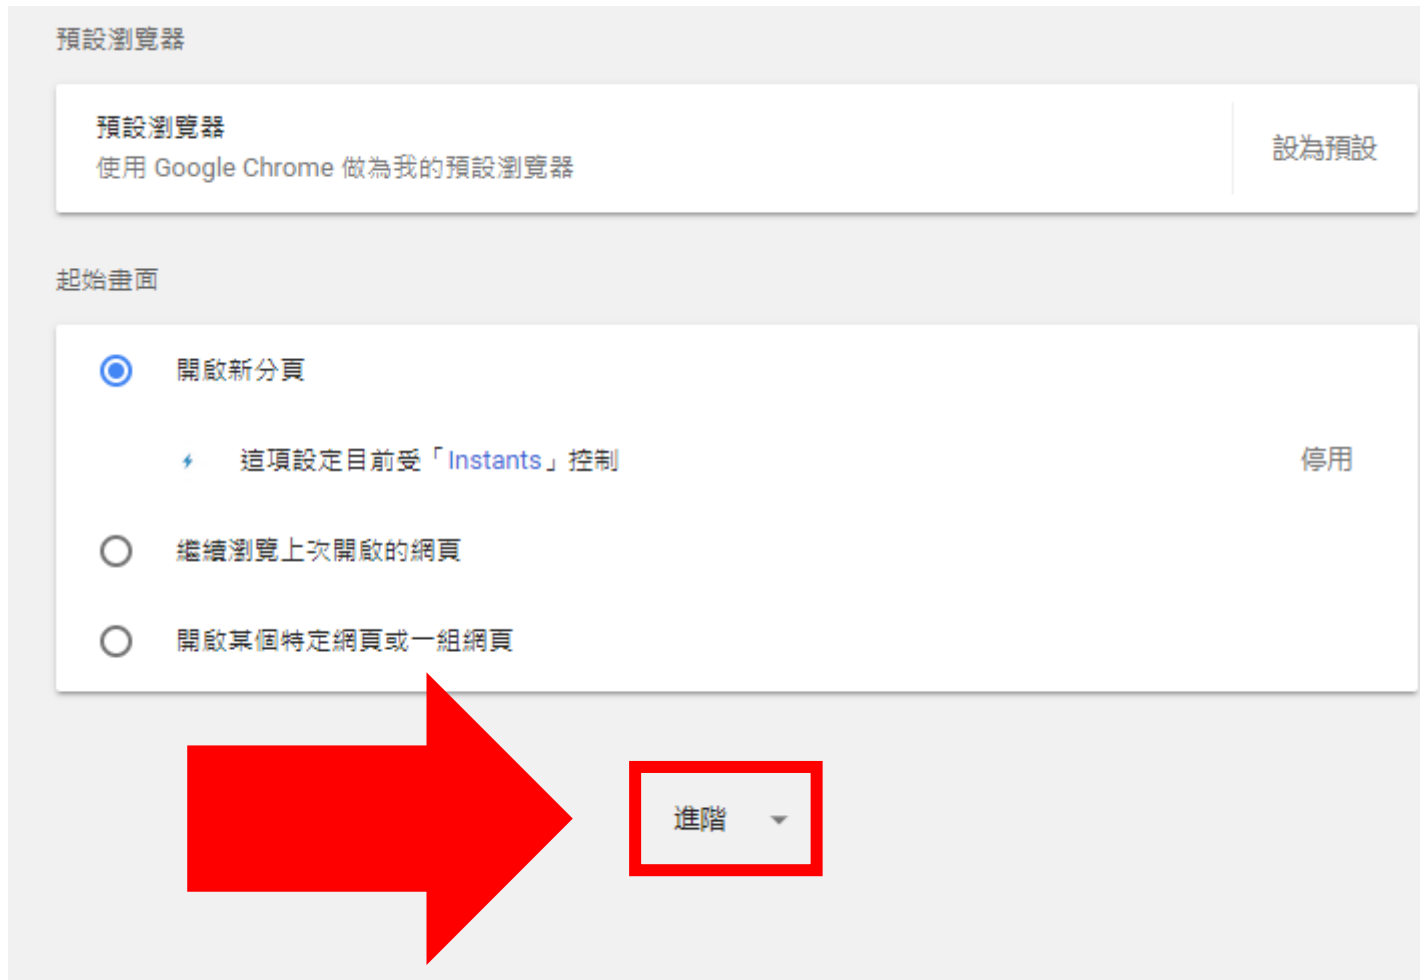 預設瀏覽器
預設瀏覽器
使用 Google Chrome 做為我的預設瀏覽器
設為預設
起始畫面
開啟新分頁
這項設定目前受「Instants」控制
停用
繼續瀏覽上次開啟的網頁
開啟某個特定網頁或一組網頁
進階